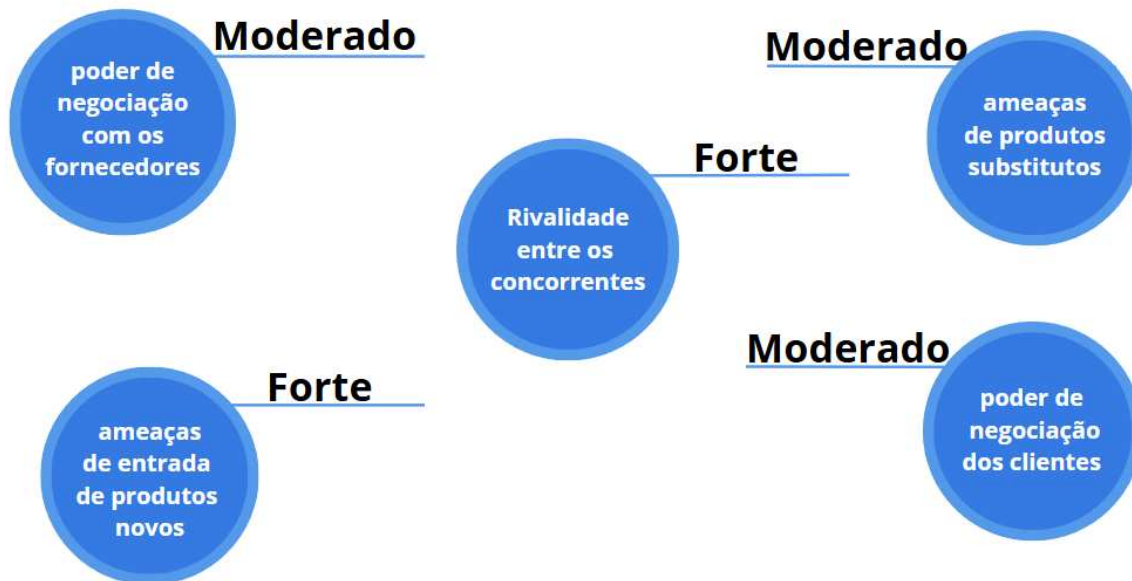 Moderado
poder de
negociação
com os
fornecedores
Moderado
ameaças
de produtos
substitutos
Forte
Rivalidade
entre os
concorrentes
Forte
ameaças
de entrada
de produtos
novos
Moderado
poder de
negociação
dos clientes